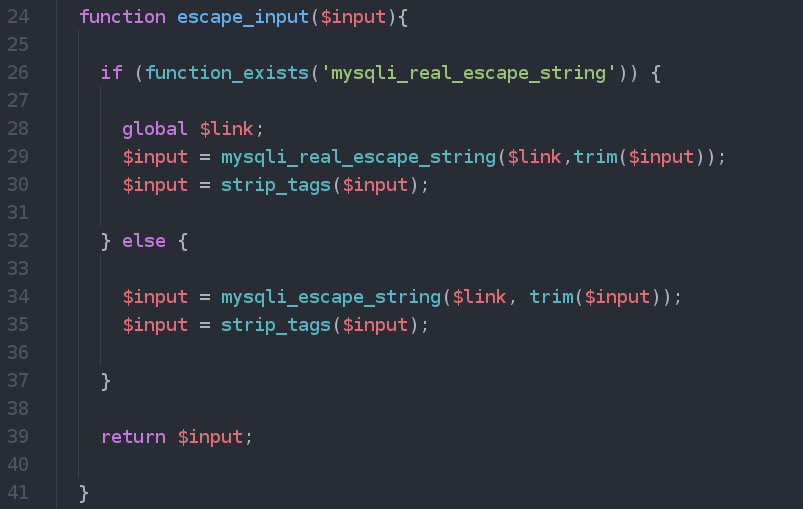 24 function escape_input($input){
25
26 if (function_exists('mysqli_real_escape_string')) {
27
28 global $link;
29 $input = mysqli_real_escape_string($link,trim($input));
30 $input = strip_tags($input);
31
32 } else {
33
34 $input = mysqli_escape_string($link, trim($input));
35 $input = strip_tags($input);
36
37 }
38
39 return $input;
40
41 }